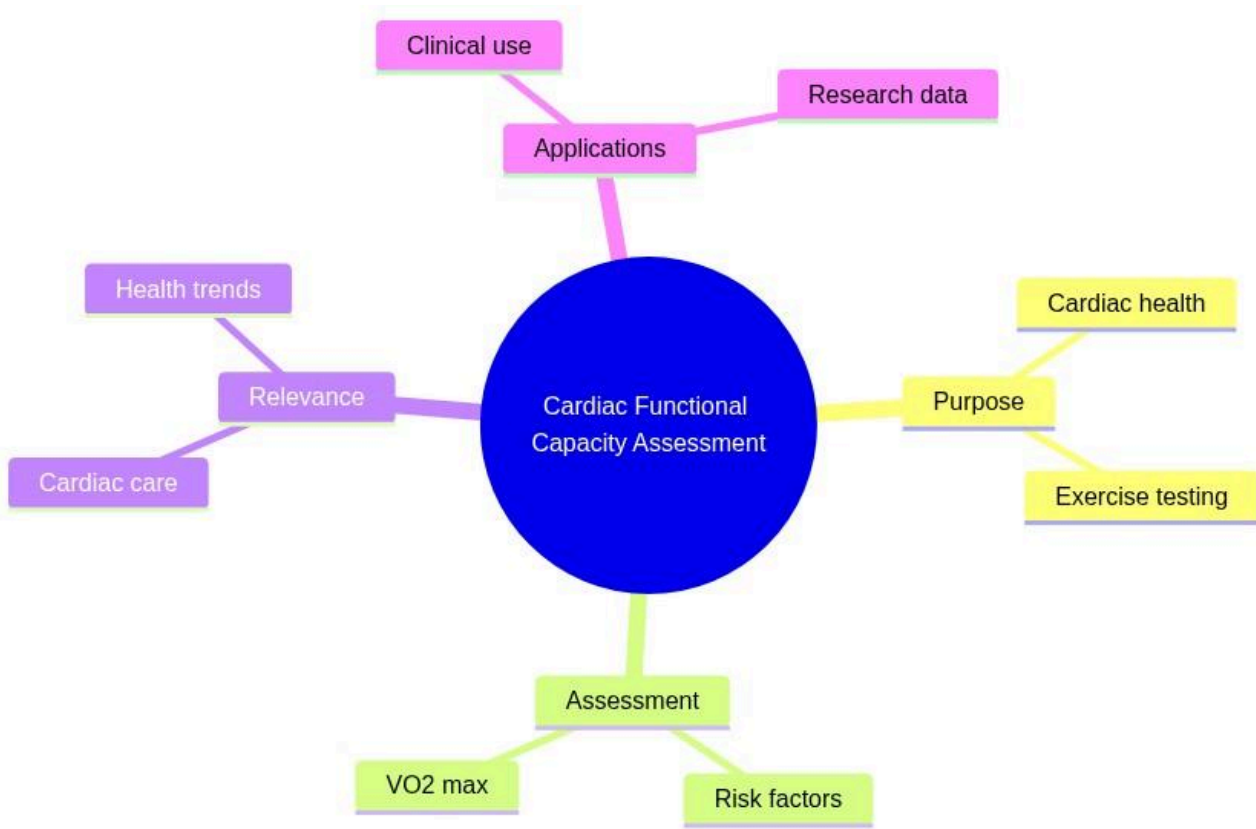 Clinical use
Research data
Applications
Health trends
Cardiac health
Relevance
Purpose
Cardiac Functional
Capacity Assessment
Cardiac care
Exercise testing
Assessment
VO2 max
Risk factors